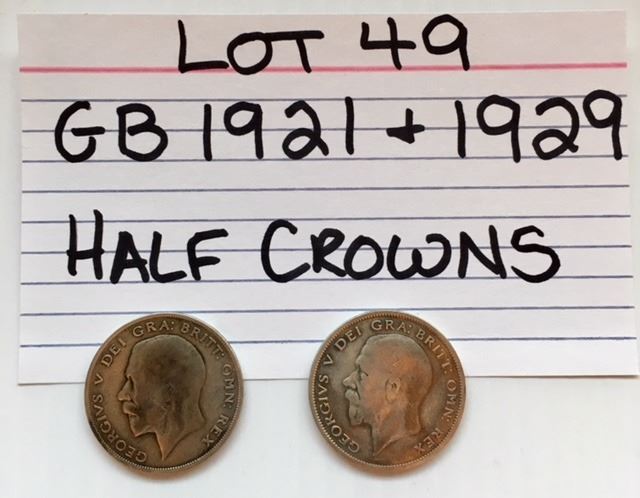 LOT 49
GB 1921 + 1929
HALF CROWNS
GEORGIVS V DEI GRA: BRITT: OMN: REX
GEORGIVS V DEI GRA: BRITT: OMN: REX